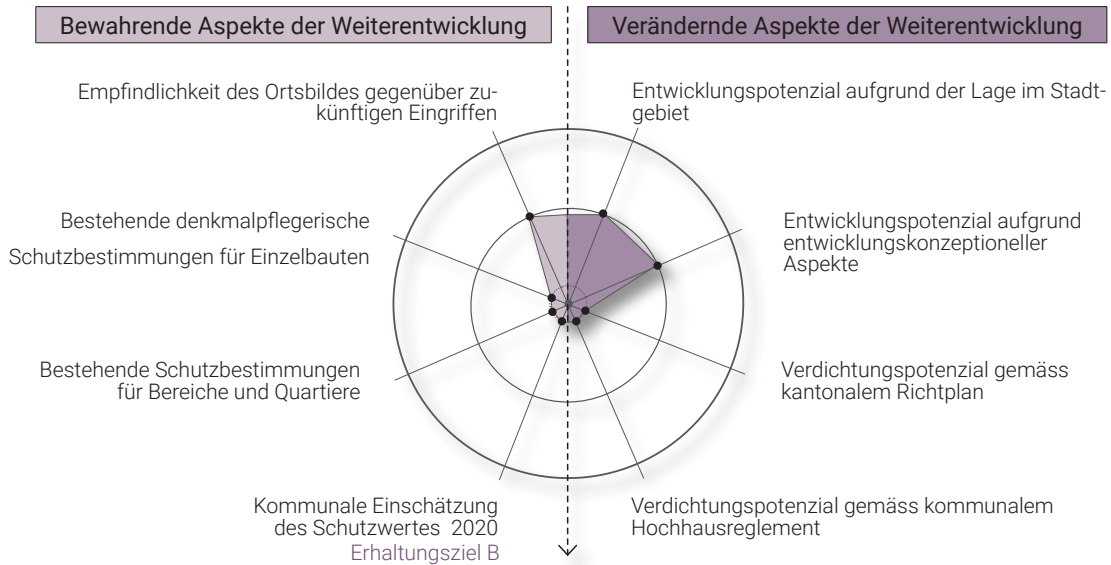 Bewahrende Aspekte der Weiterentwicklung
Verändernde Aspekte der Weiterentwicklung
Empfindlichkeit des Ortsbildes gegenüber zu-
künftigen Eingriffen
Entwicklungspotenzial aufgrund der Lage im Stadt-
gebiet
Bestehende denkmalpflegerische
Schutzbestimmungen für Einzelbauten
Entwicklungspotenzial aufgrund
entwicklungskonzeptioneller
Aspekte
Bestehende Schutzbestimmungen
für Bereiche und Quartiere
Verdichtungspotenzial gemäss
kantonalem Richtplan
Kommunale Einschätzung
des Schutzwertes 2020
Erhaltungsziel B
Verdichtungspotenzial gemäss kommunalem
Hochhausreglement